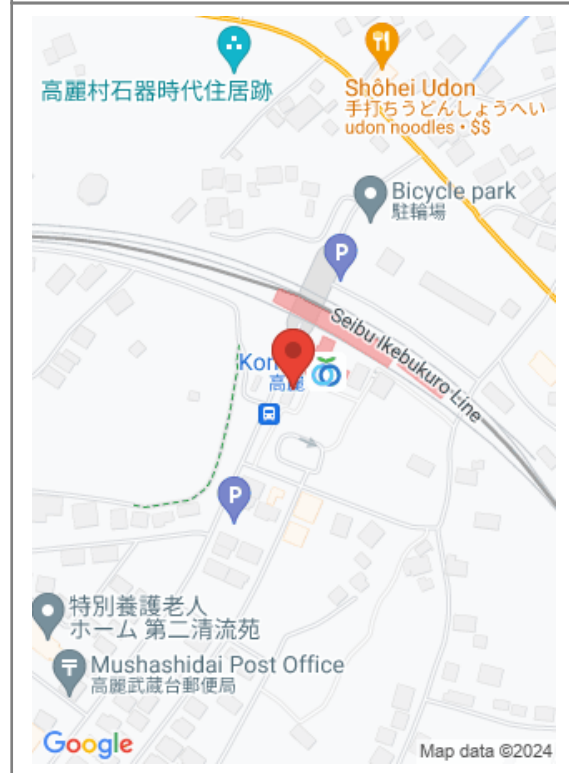 高麗村石器時代住居跡
Shôhei Udon
手打ちうどんしょうへい
udon noodles • $$
Bicycle park
駐輪場
P
Seibu Ikebukuro Line
Kom
高麗
P
特別養護老人
ホーム 第二清流苑
Mushashidai Post Office
高麗武蔵台郵便局
Google
Map data ©2024